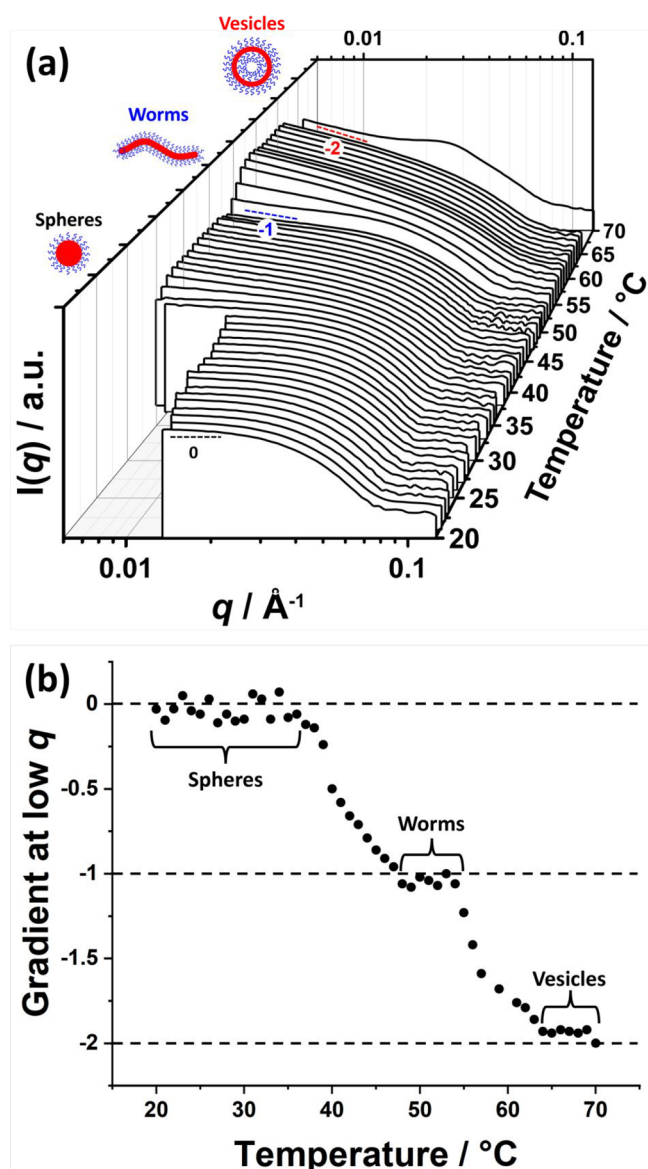 (a)
Vesicles
Worms
Spheres
0.01 0.1
-2
-1
0
I(q) / a.u.
0.01 0.1
q / Å-1
20 25 30 35 40 45 50 55 60 65 70
Temperature / °C
(b)
0
-0.5
-1
-1.5
-2
Spheres
Worms
Vesicles
Gradient at low q
20 30 40 50 60 70
Temperature / °C